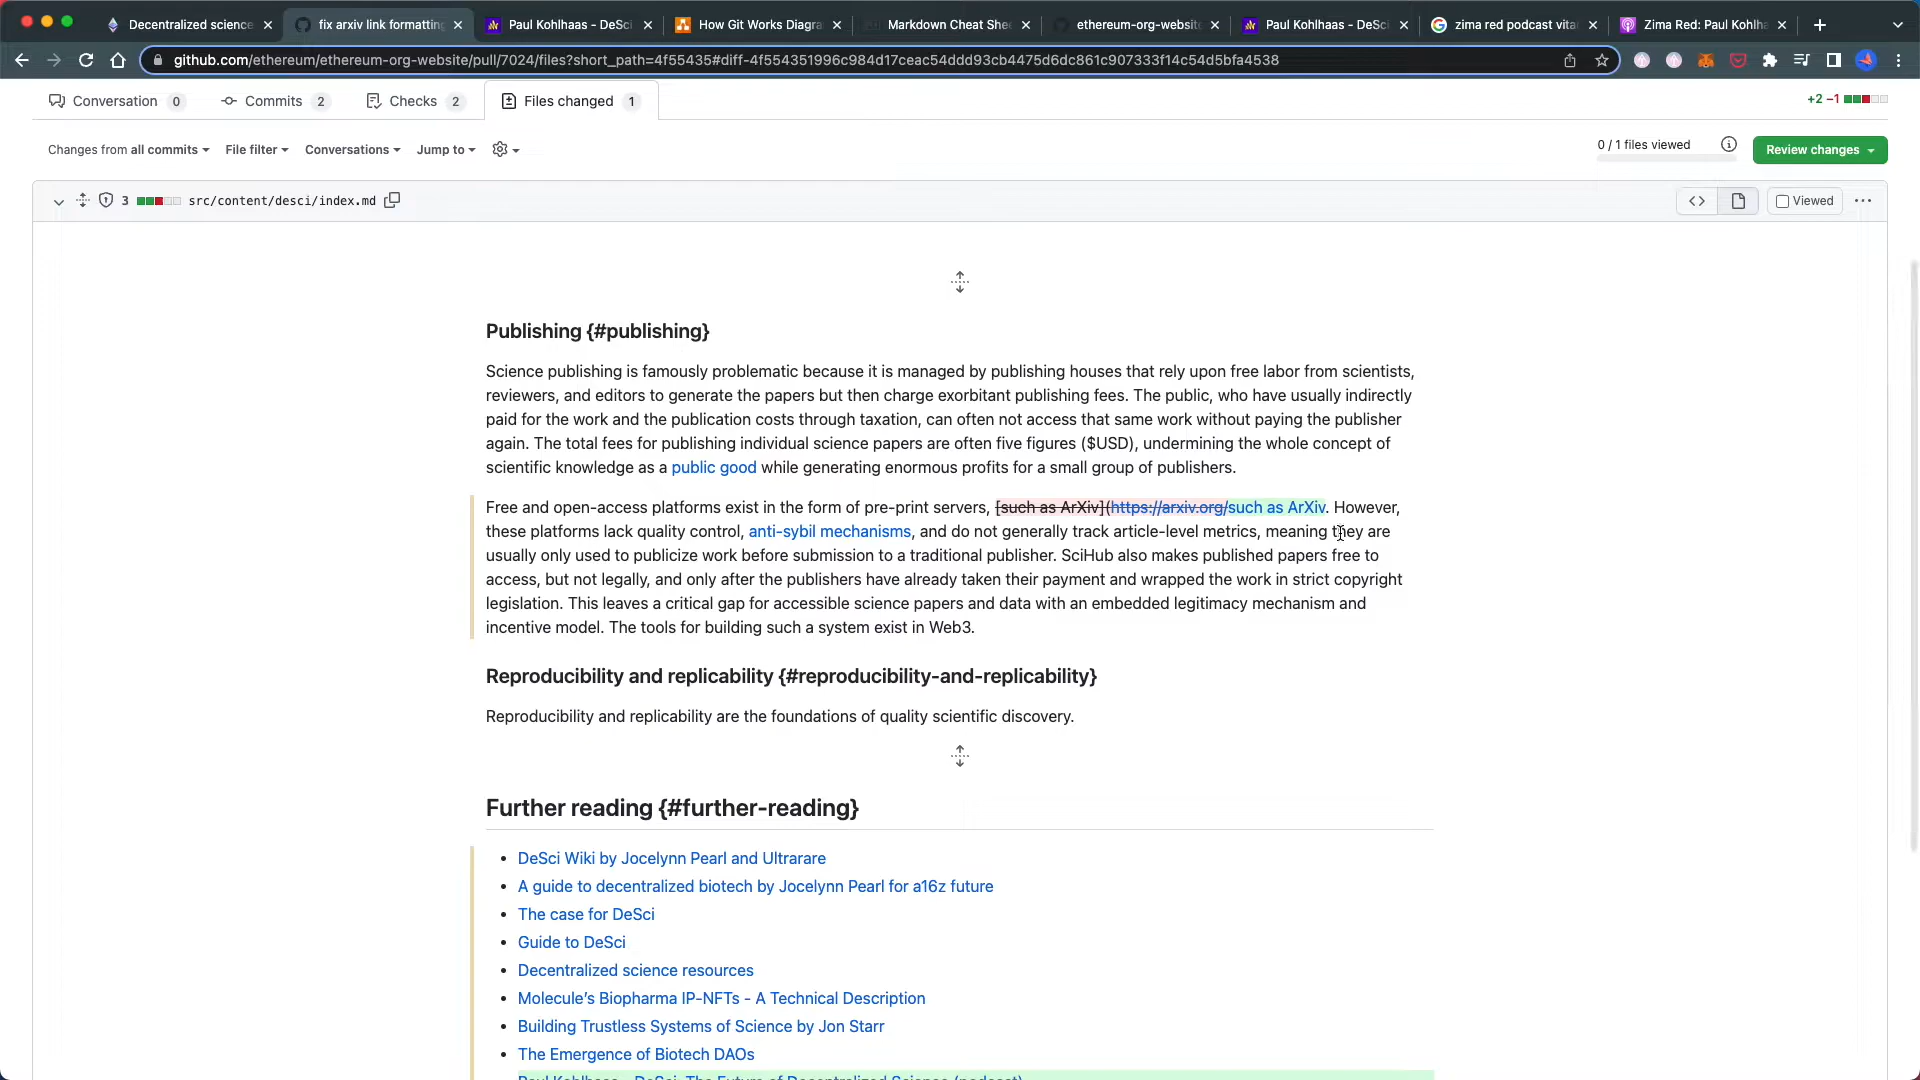 Decentralized science
fix arxiv link formatting
Paul Kohlhaas - DeSci
How Git Works Diagra
Markdown Cheat Shee
ethereum-org-website
Paul Kohlhaas - DeSci
zima red podcast vita
Zima Red: Paul Kohlha
github.com/ethereum/ethereum-org-website/pull/7024/files?short_path=4f55435#diff-4f554351996c984d17ceac54ddd93cb4475d6dc861c907333f14c54d5bfa4538
Conversation 0
Commits 2
Checks 2
Files changed 1
+2 −1
Changes from all commits
File filter
Conversations
Jump to
0 / 1 files viewed
Review changes
3
src/content/desci/index.md
Viewed
Publishing {#publishing}
Science publishing is famously problematic because it is managed by publishing houses that rely upon free labor from scientists,
reviewers, and editors to generate the papers but then charge exorbitant publishing fees. The public, who have usually indirectly
paid for the work and the publication costs through taxation, can often not access that same work without paying the publisher
again. The total fees for publishing individual science papers are often five figures ($USD), undermining the whole concept of
scientific knowledge as a public good while generating enormous profits for a small group of publishers.
Free and open-access platforms exist in the form of pre-print servers, [such as ArXiv](https://arxiv.org/such as ArXiv. However,
these platforms lack quality control, anti-sybil mechanisms, and do not generally track article-level metrics, meaning they are
usually only used to publicize work before submission to a traditional publisher. SciHub also makes published papers free to
access, but not legally, and only after the publishers have already taken their payment and wrapped the work in strict copyright
legislation. This leaves a critical gap for accessible science papers and data with an embedded legitimacy mechanism and
incentive model. The tools for building such a system exist in Web3.
Reproducibility and replicability {#reproducibility-and-replicability}
Reproducibility and replicability are the foundations of quality scientific discovery.
Further reading {#further-reading}
DeSci Wiki by Jocelynn Pearl and Ultrarare
A guide to decentralized biotech by Jocelynn Pearl for a16z future
The case for DeSci
Guide to DeSci
Decentralized science resources
Molecule’s Biopharma IP-NFTs - A Technical Description
Building Trustless Systems of Science by Jon Starr
The Emergence of Biotech DAOs
Paul Kohlhaas - DeSci: The Future of Decentralized Science (podcast)